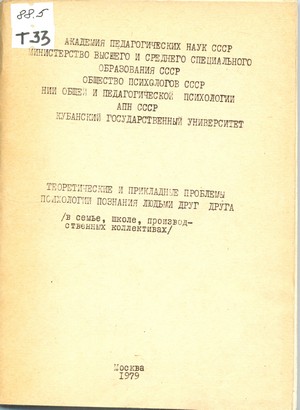 88.5
Т33
АКАДЕМИЯ ПЕДАГОГИЧЕСКИХ НАУК СССР
МИНИСТЕРСТВО ВЫСШЕГО И СРЕДНЕГО СПЕЦИАЛЬНОГО
ОБРАЗОВАНИЯ СССР
ОБЩЕСТВО ПСИХОЛОГОВ СССР
НИИ ОБЩЕЙ И ПЕДАГОГИЧЕСКОЙ ПСИХОЛОГИИ
АПН СССР
КУБАНСКИЙ ГОСУДАРСТВЕННЫЙ УНИВЕРСИТЕТ
ТЕОРЕТИЧЕСКИЕ И ПРИКЛАДНЫЕ ПРОБЛЕМЫ
ПСИХОЛОГИИ ПОЗНАНИЯ ЛЮДЬМИ ДРУГ ДРУГА
/в семье, школе, производ-
ственных коллективах/
Москва
1979